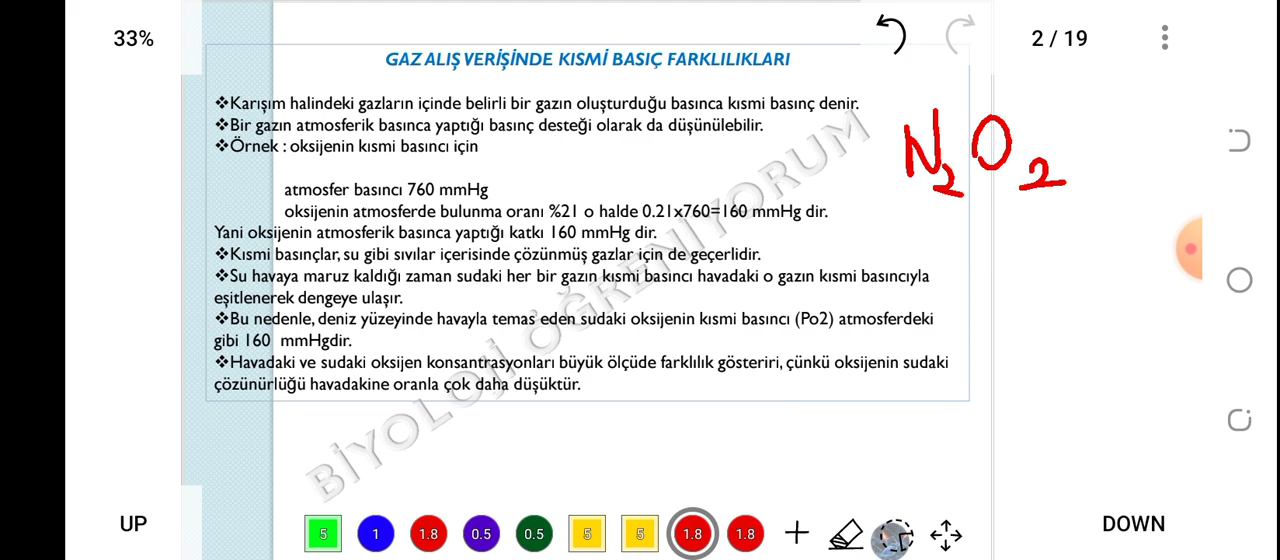 33%
2 / 19
GAZ ALIŞ VERİŞİNDE KISMİ BASIÇ FARKLILIKLARI
❖Karışım halindeki gazların içinde belirli bir gazın oluşturduğu basınca kısmi basınç denir.
❖Bir gazın atmosferik basınca yaptığı basınç desteği olarak da düşünülebilir.
❖Örnek : oksijenin kısmi basıncı için
N2O2
atmosfer basıncı 760 mmHg
oksijenin atmosferde bulunma oranı %21 o halde 0.21x760=160 mmHg dir.
Yani oksijenin atmosferik basınca yaptığı katkı 160 mmHg dir.
❖Kısmi basınçlar, su gibi sıvılar içerisinde çözünmüş gazlar için de geçerlidir.
❖Su havaya maruz kaldığı zaman sudaki her bir gazın kısmi basıncı havadaki o gazın kısmi basıncıyla
eşitlenerek dengeye ulaşır.
❖Bu nedenle, deniz yüzeyinde havayla temas eden sudaki oksijenin kısmi basıncı (Po2) atmosferdeki
gibi 160 mmHgdir.
❖Havadaki ve sudaki oksijen konsantrasyonları büyük ölçüde farklılık gösteriri, çünkü oksijenin sudaki
çözünürlüğü havadakine oranla çok daha düşüktür.
BİYOLOJİ ÖĞRENİYORUM
UP
5 1 1.8 0.5 0.5 5 5 1.8 1.8
DOWN